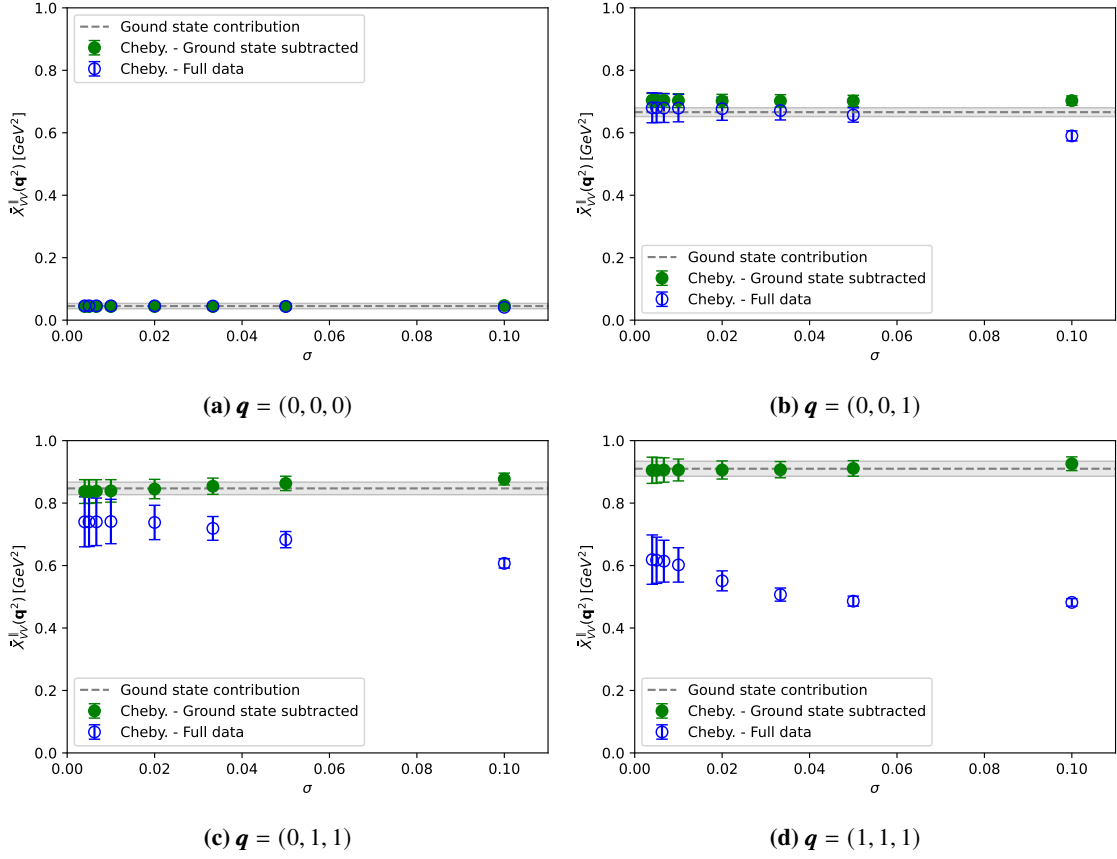 1.0
0.8
0.6
0.4
0.2
0.0
0.00 0.02 0.04 0.06 0.08 0.10
σ
X̄^∥_VV(q²) [GeV²]
Gound state contribution
Cheby. - Ground state subtracted
Cheby. - Full data
(a) q = (0, 0, 0)
1.0
0.8
0.6
0.4
0.2
0.0
0.00 0.02 0.04 0.06 0.08 0.10
σ
X̄^∥_VV(q²) [GeV²]
Gound state contribution
Cheby. - Ground state subtracted
Cheby. - Full data
(b) q = (0, 0, 1)
1.0
0.8
0.6
0.4
0.2
0.0
0.00 0.02 0.04 0.06 0.08 0.10
σ
X̄^∥_VV(q²) [GeV²]
Gound state contribution
Cheby. - Ground state subtracted
Cheby. - Full data
(c) q = (0, 1, 1)
1.0
0.8
0.6
0.4
0.2
0.0
0.00 0.02 0.04 0.06 0.08 0.10
σ
X̄^∥_VV(q²) [GeV²]
Gound state contribution
Cheby. - Ground state subtracted
Cheby. - Full data
(d) q = (1, 1, 1)